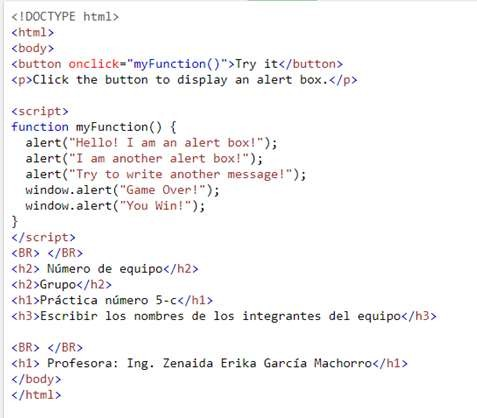 <!DOCTYPE html>
<html>
<body>
<button onclick="myFunction()">Try it</button>
<p>Click the button to display an alert box.</p>
<script>
function myFunction() {
alert("Hello! I am an alert box!");
alert("I am another alert box!");
alert("Try to write another message!");
window.alert("Game Over!");
window.alert("You Win!");
}
</script>
<BR> </BR>
<h2> Número de equipo</h2>
<h2>Grupo</h2>
<h1>Práctica número 5-c</h1>
<h3>Escribir los nombres de los integrantes del equipo</h3>
<BR> </BR>
<h1> Profesora: Ing. Zenaida Erika García Machorro</h1>
</body>
</html>